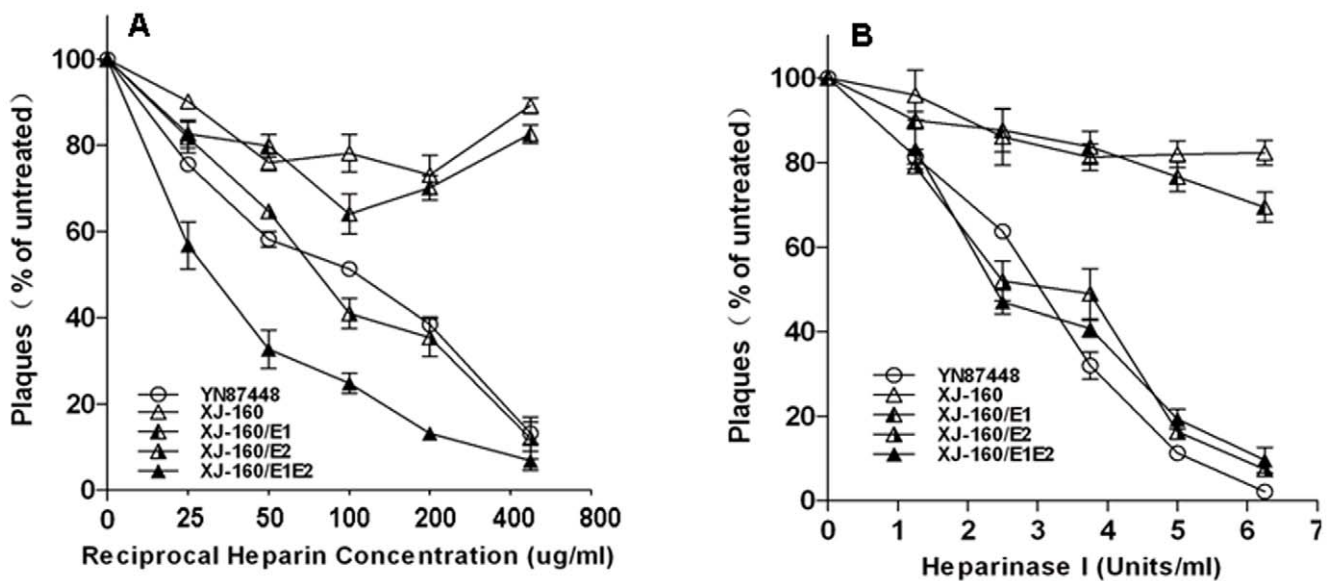 A
Plaques ( % of untreated)
100
80
60
40
20
0
YN87448
XJ-160
XJ-160/E1
XJ-160/E2
XJ-160/E1E2
0 25 50 100 200 400 800
Reciprocal Heparin Concentration (ug/ml)
B
Plaques ( % of untreated)
100
80
60
40
20
0
YN87448
XJ-160
XJ-160/E1
XJ-160/E2
XJ-160/E1E2
0 1 2 3 4 5 6 7
Heparinase I (Units/ml)